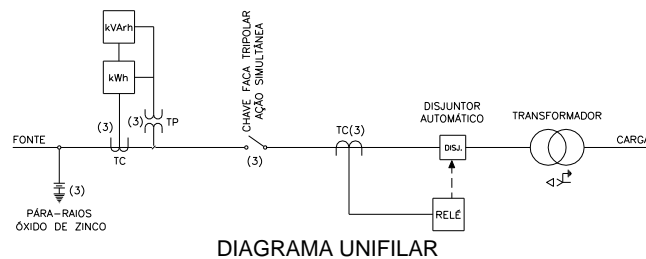 kVArh
kWh
(3)
(3)
TP
TC
FONTE
(3)
PÁRA-RAIOS
ÓXIDO DE ZINCO
CHAVE FACA TRIPOLAR
AÇÃO SIMULTÂNEA
(3)
TC(3)
DISJUNTOR
AUTOMÁTICO
DISJ.
RELÉ
TRANSFORMADOR
CARGA
DIAGRAMA UNIFILAR